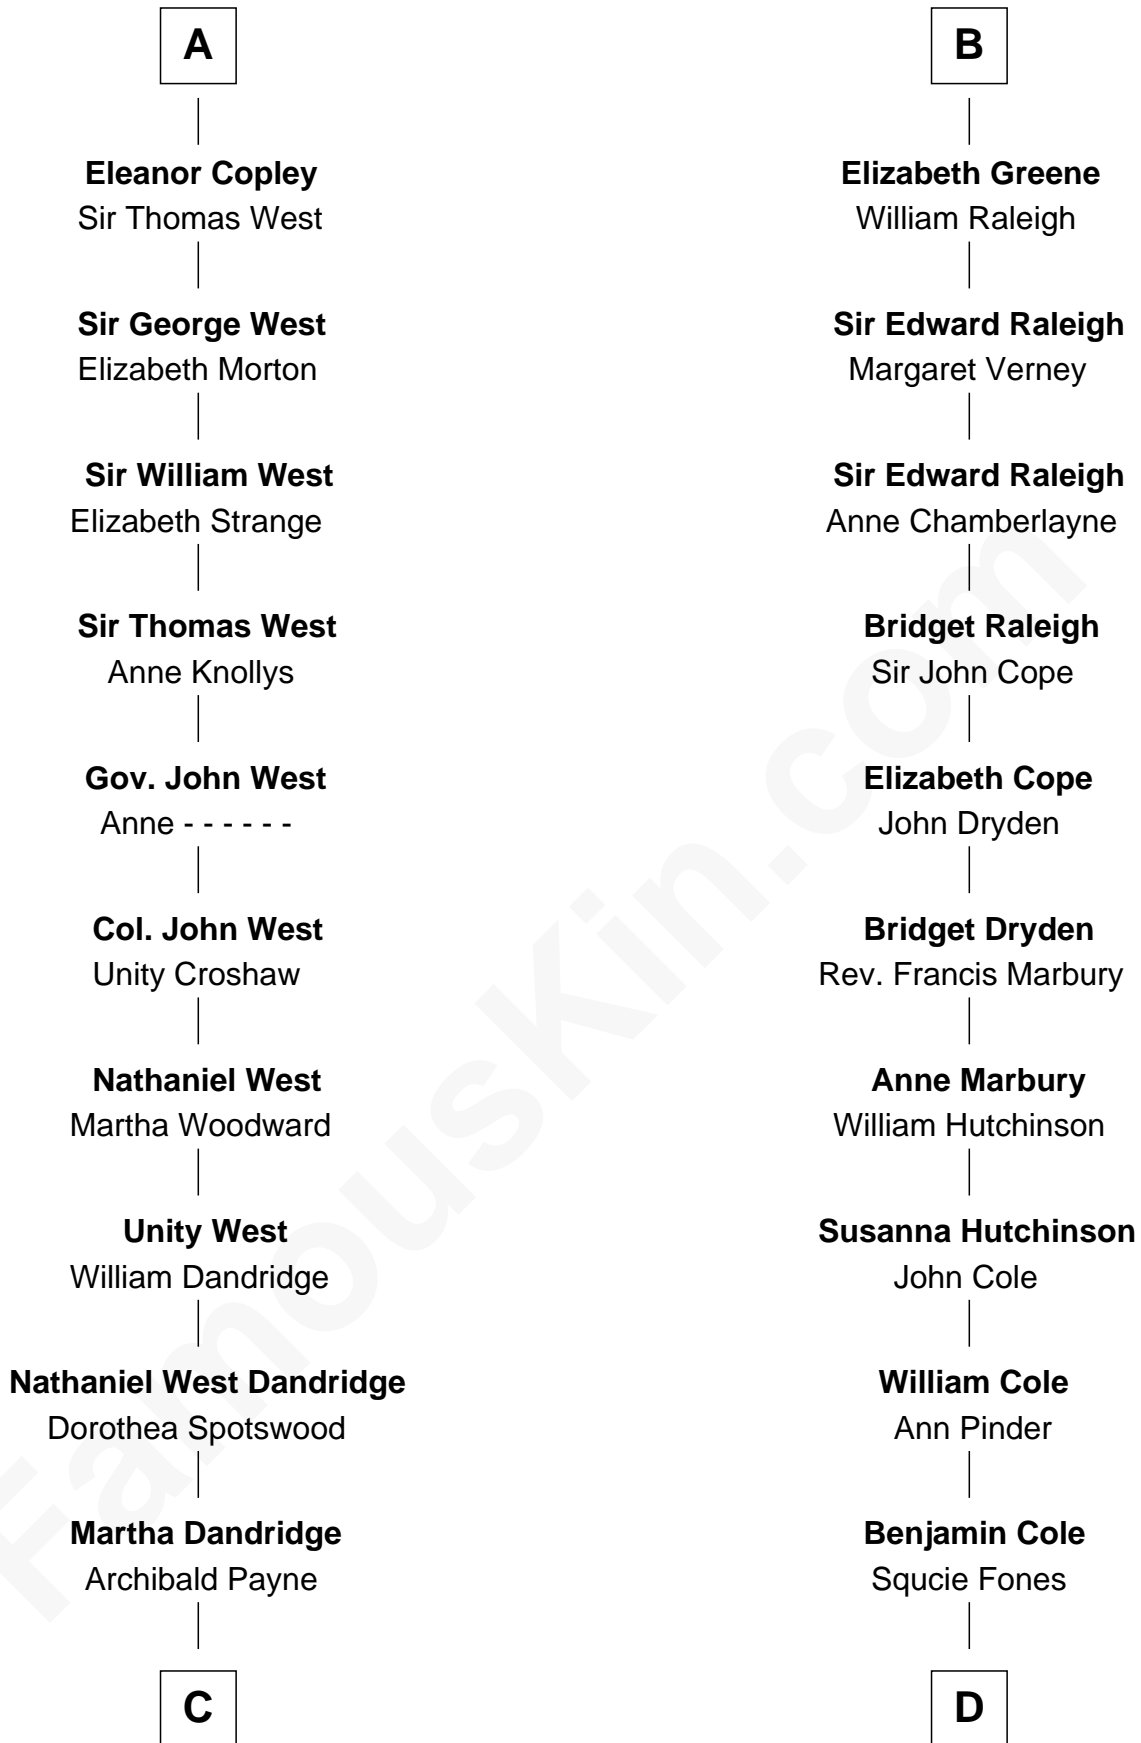 A
Eleanor Copley
Sir Thomas West
Sir George West
Elizabeth Morton
Sir William West
Elizabeth Strange
Sir Thomas West
Anne Knollys
Gov. John West
Anne - - - - - -
Col. John West
Unity Croshaw
Nathaniel West
Martha Woodward
Unity West
William Dandridge
Nathaniel West Dandridge
Dorothea Spotswood
Martha Dandridge
Archibald Payne
C
B
Elizabeth Greene
William Raleigh
Sir Edward Raleigh
Margaret Verney
Sir Edward Raleigh
Anne Chamberlayne
Bridget Raleigh
Sir John Cope
Elizabeth Cope
John Dryden
Bridget Dryden
Rev. Francis Marbury
Anne Marbury
William Hutchinson
Susanna Hutchinson
John Cole
William Cole
Ann Pinder
Benjamin Cole
Squcie Fones
D
FamousKin.com